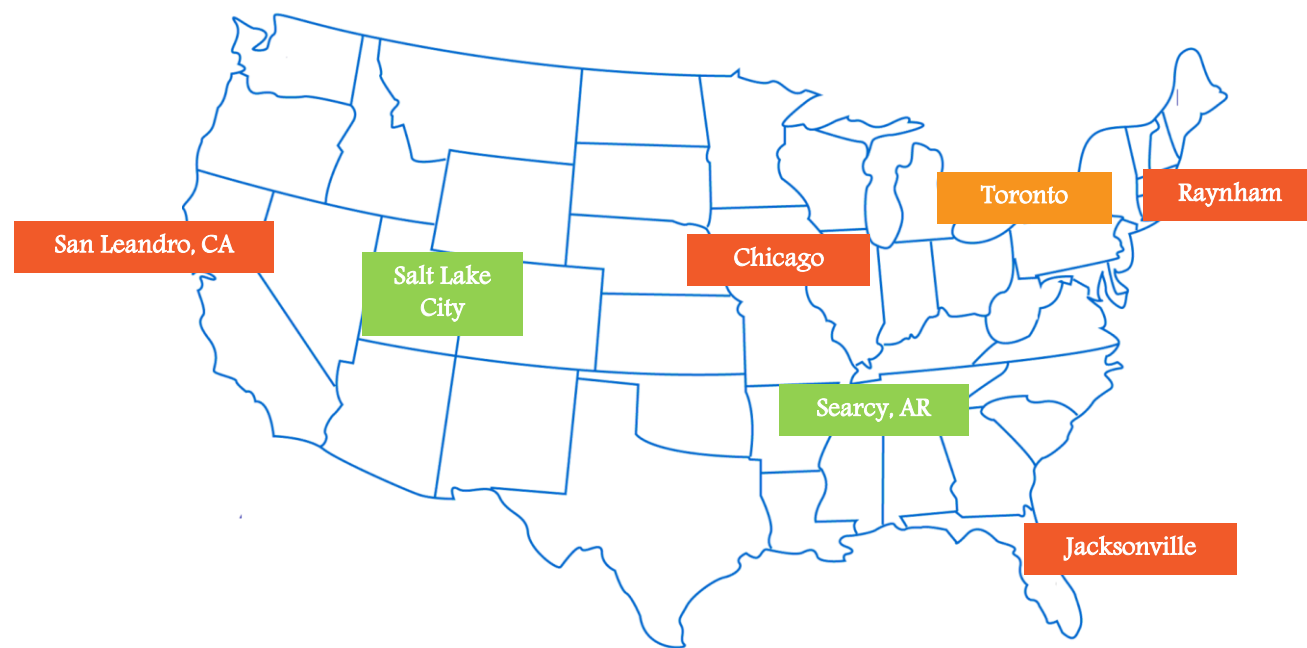 Toronto
Raynham
San Leandro, CA
Chicago
Salt Lake
City
Searcy, AR
Jacksonville